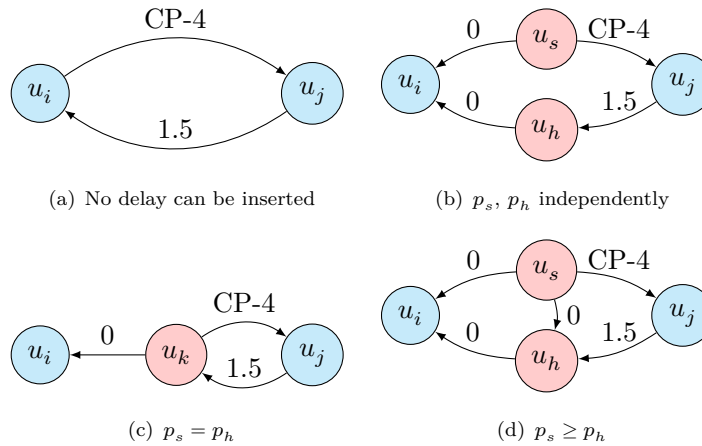 CP-4
u_i
u_j
1.5
(a) No delay can be inserted
0
u_s
CP-4
u_i
u_j
0
u_h
1.5
(b) p_s, p_h independently
CP-4
0
u_i
u_k
u_j
1.5
(c) p_s = p_h
0
u_s
CP-4
u_i
0
u_j
0
u_h
1.5
(d) p_s ≥ p_h